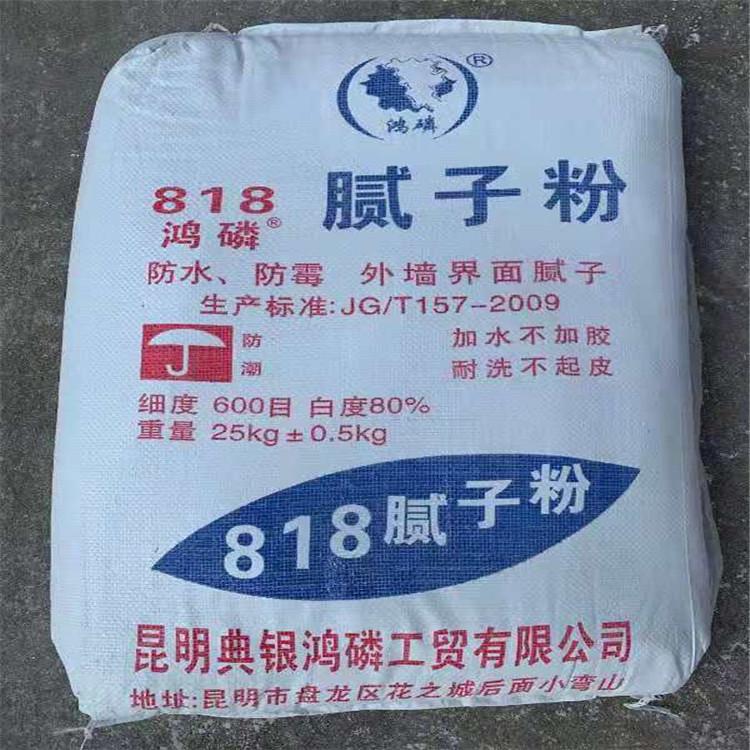 鸿磷®
818 腻子粉
鸿磷®
防水、防霉 外墙界面腻子
生产标准:JG/T157-2009
防潮
加水不加胶
耐洗不起皮
细度 600目 白度80%
重量 25kg±0.5kg
818腻子粉
昆明典银鸿磷工贸有限公司
地址:昆明市盘龙区花之城后面小弯山